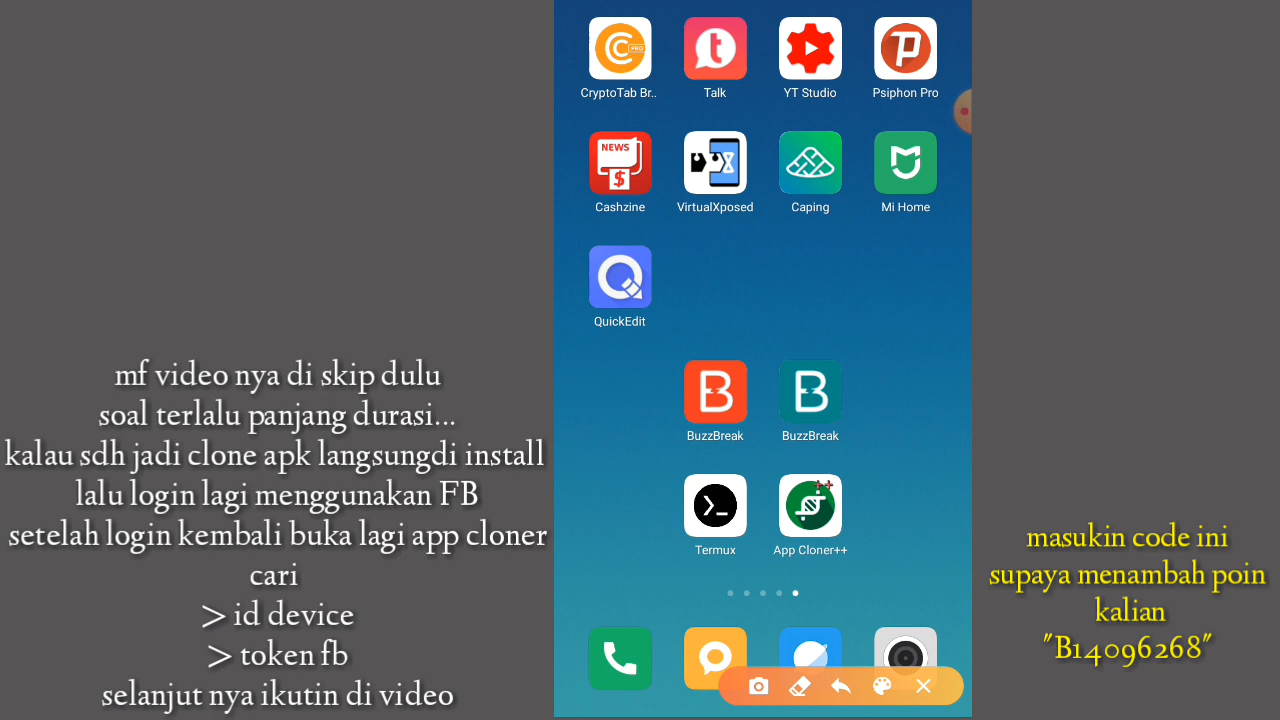 CryptoTab Br..
Talk
YT Studio
Psiphon Pro
PRO
NEWS
$
Cashzine
VirtualXposed
Caping
Mi Home
QuickEdit
BuzzBreak
BuzzBreak
Termux
App Cloner++
mf video nya di skip dulu
soal terlalu panjang durasi...
kalau sdh jadi clone apk langsungdi install
lalu login lagi menggunakan FB
setelah login kembali buka lagi app cloner
cari
> id device
> token fb
selanjut nya ikutin di video
masukin code ini
supaya menambah poin
kalian
"B14096268"